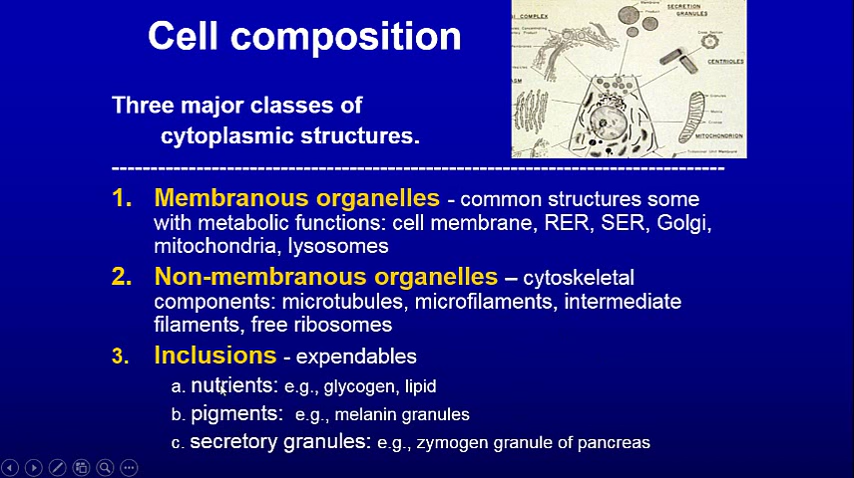 Cell composition
SECRETION
GRANULES
CENTRIOLES
MITOCHONDRION
Three major classes of
cytoplasmic structures.
--------------------------------------------------------------------------------
1. Membranous organelles - common structures some
with metabolic functions: cell membrane, RER, SER, Golgi,
mitochondria, lysosomes
2. Non-membranous organelles – cytoskeletal
components: microtubules, microfilaments, intermediate
filaments, free ribosomes
3. Inclusions - expendables
a. nutrients: e.g., glycogen, lipid
b. pigments: e.g., melanin granules
c. secretory granules: e.g., zymogen granule of pancreas